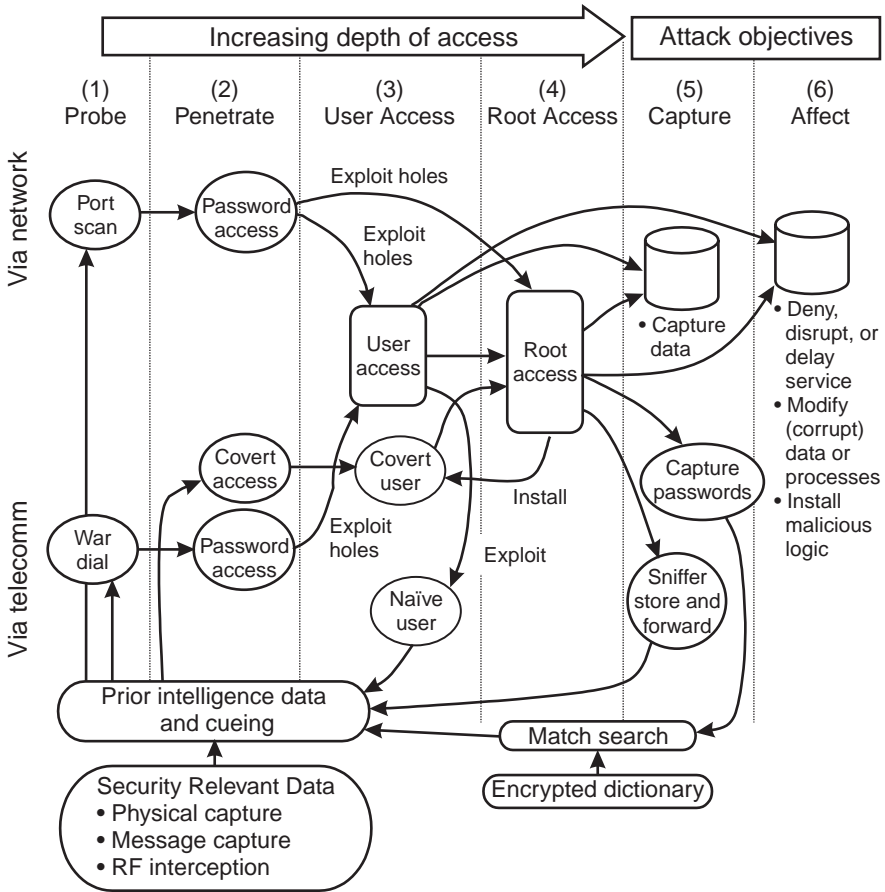 Increasing depth of access
Attack objectives
(1)
Probe
(2)
Penetrate
(3)
User Access
(4)
Root Access
(5)
Capture
(6)
Affect
Via network
Port
scan
Password
access
Exploit holes
Exploit
holes
User
access
Root
access
• Capture
data
• Deny,
disrupt, or
delay
service
• Modify
(corrupt)
data or
processes
• Install
malicious
logic
Via telecomm
Covert
access
Covert
user
Install
Capture
passwords
War
dial
Password
access
Exploit
holes
Exploit
Naïve
user
Sniffer
store and
forward
Prior intelligence data
and cueing
Match search
Encrypted dictionary
Security Relevant Data
• Physical capture
• Message capture
• RF interception